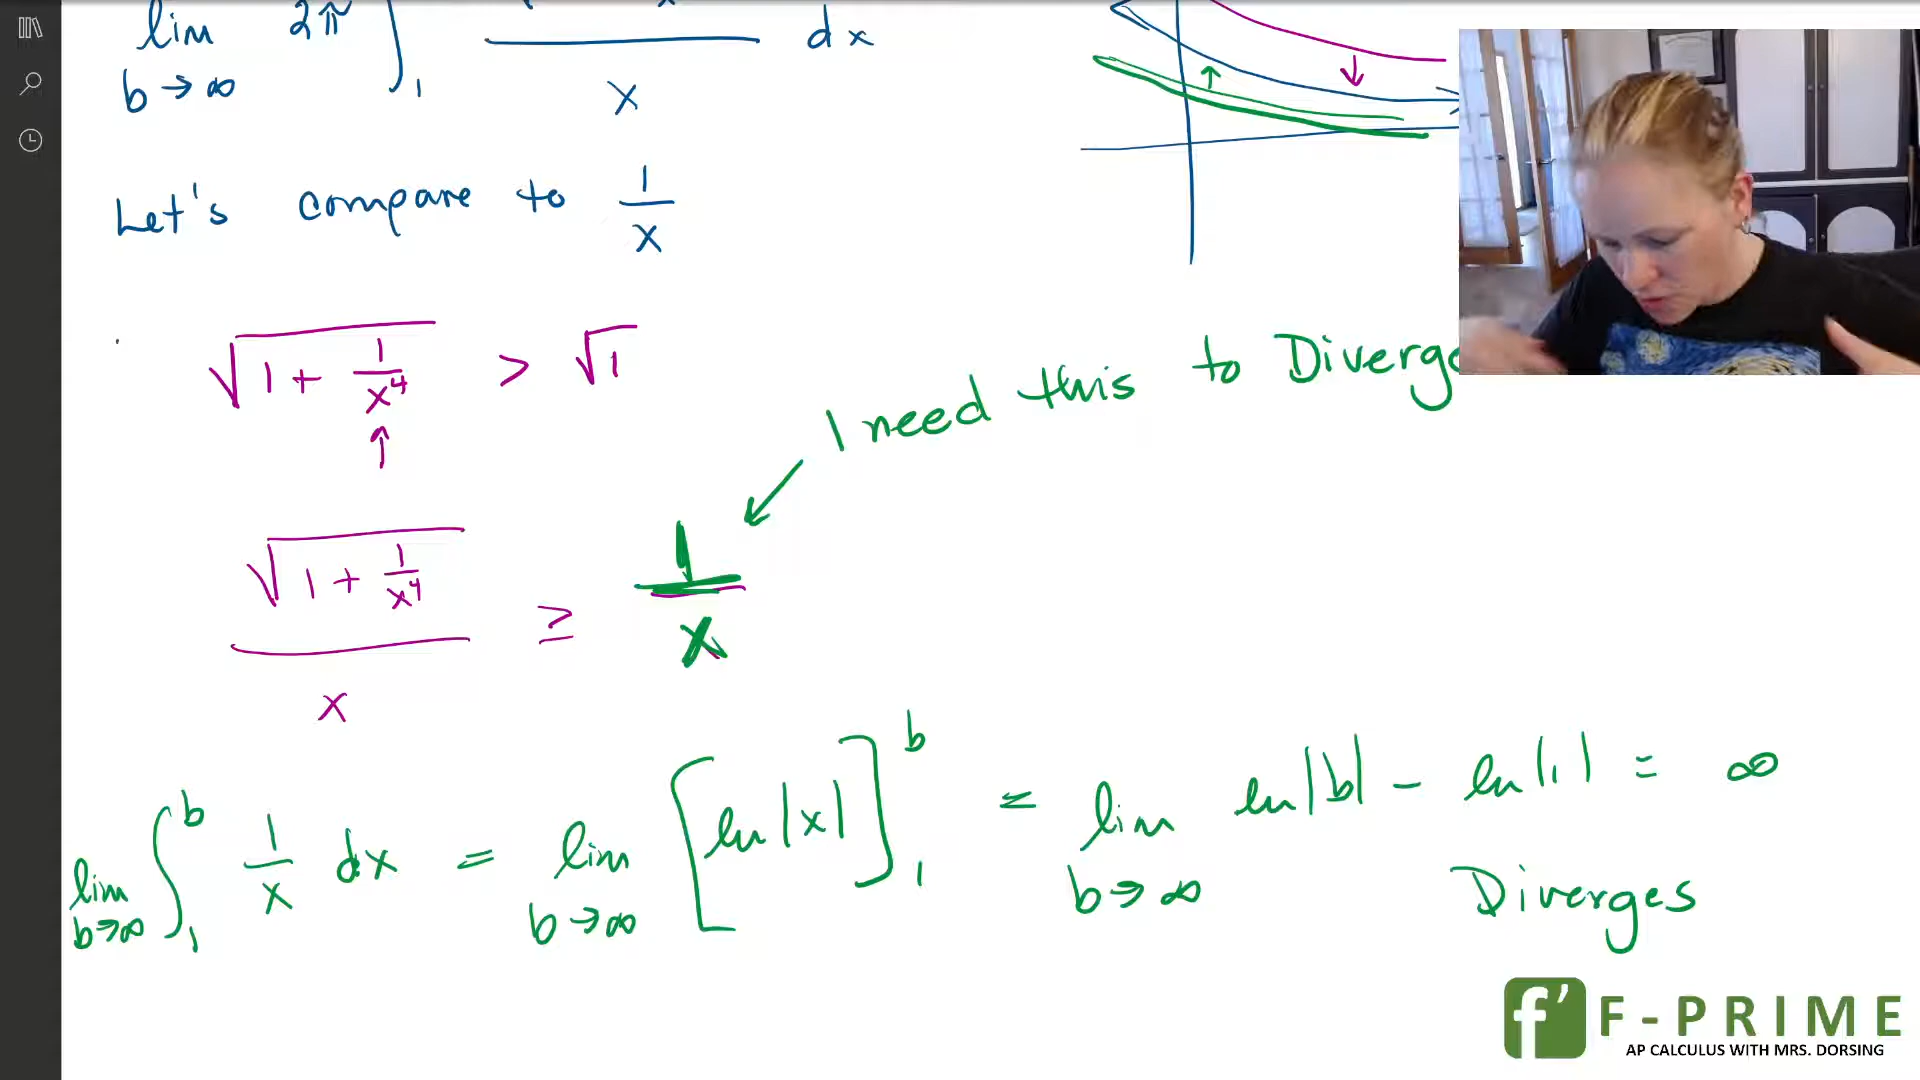 lim 2π ∫₁ ――― dx
b→∞ x
Let's compare to 1/x
√(1 + 1/x⁴) > √1
I need this to Diverge
√(1 + 1/x⁴)/x ≥ 1/x
lim b→∞ ∫₁ᵇ 1/x dx = lim b→∞ [ln|x|]₁ᵇ = lim b→∞ ln|b| - ln|1| = ∞
Diverges
f' F-PRIME
AP CALCULUS WITH MRS. DORSING